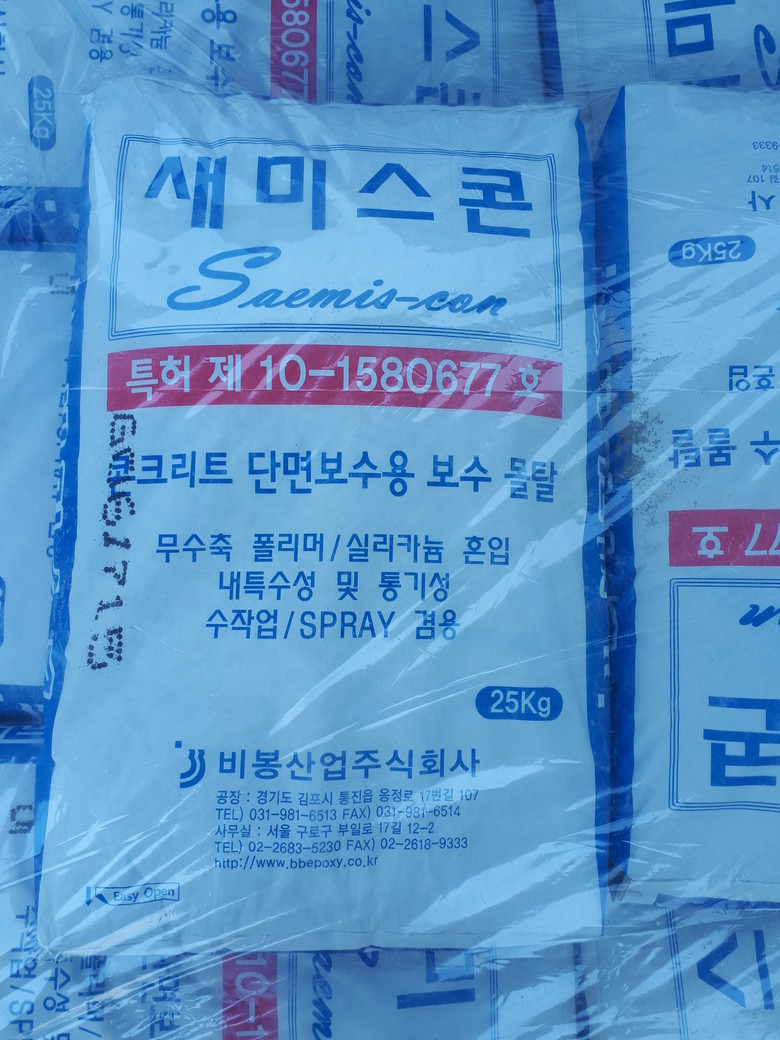 새미스콘
Saemis-con
특허 제 10-1580677 호
콘크리트 단면보수용 보수 몰탈
무수축 폴리머/실리카늄 혼입
내특수성 및 통기성
수작업/SPRAY 겸용
25Kg
비봉산업주식회사
공장 : 경기도 김포시 통진읍 옹정로 17번길 107
TEL) 031-981-6513 FAX) 031-981-6514
사무실 : 서울 구로구 부일로 17길 12-2
TEL) 02-2683-5230 FAX) 02-2618-9333
http://www.bbepoxy.co.kr
Easy Open
25Kg
25Kg